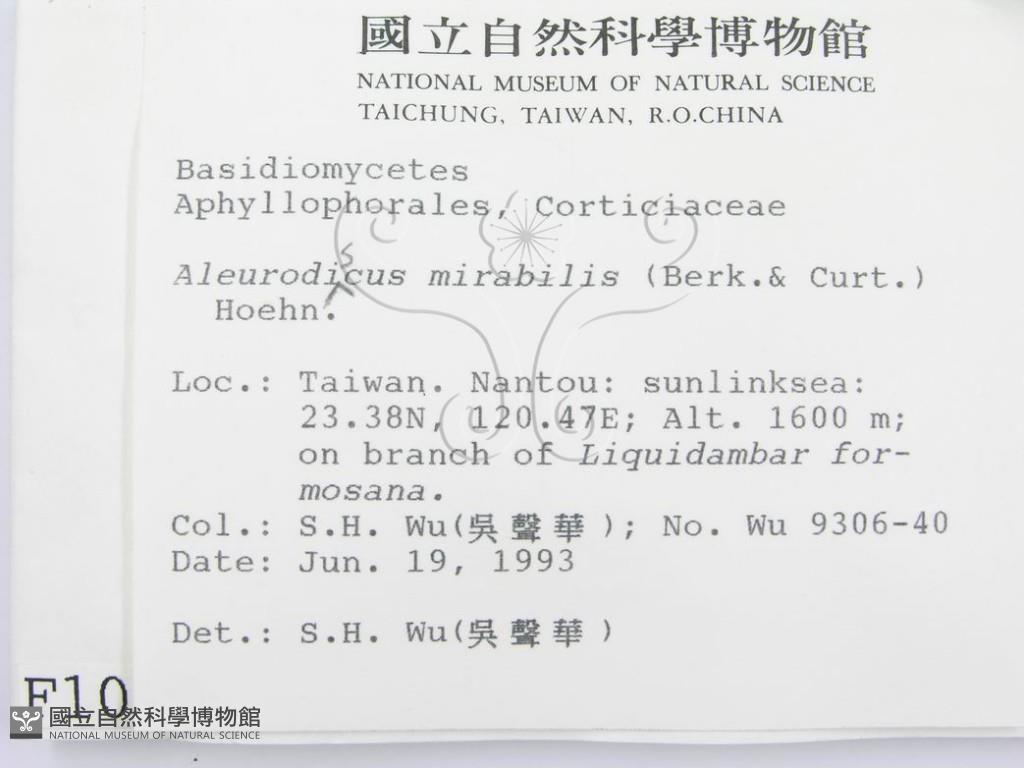 國立自然科學博物館
NATIONAL MUSEUM OF NATURAL SCIENCE
TAICHUNG, TAIWAN, R.O.CHINA
Basidiomycetes
Aphyllophorales, Corticiaceae
s
Aleurodicus mirabilis (Berk.& Curt.)
Hoehn.
Loc.: Taiwan. Nantou: sunlinksea:
23.38N, 120.47E; Alt. 1600 m;
on branch of Liquidambar for-
mosana.
Col.: S.H. Wu(吳聲華); No. Wu 9306-40
Date: Jun. 19, 1993
Det.: S.H. Wu(吳聲華)
F10
國立自然科學博物館
NATIONAL MUSEUM OF NATURAL SCIENCE